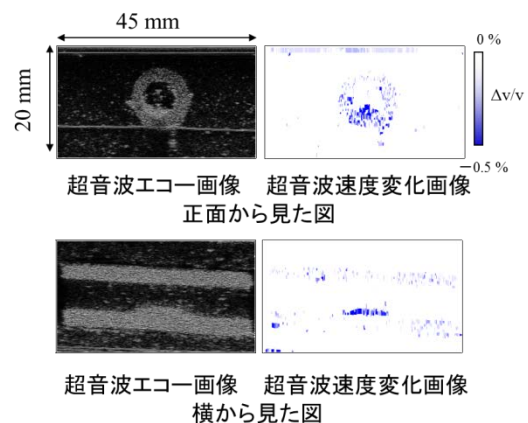 45 mm
20 mm
0 %
Δv/v
−0.5 %
超音波エコー画像 超音波速度変化画像
正面から見た図
超音波エコー画像 超音波速度変化画像
横から見た図